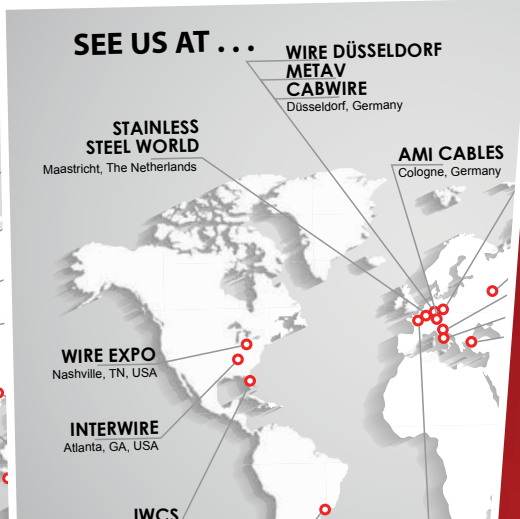 SEE US AT . . .
WIRE DÜSSELDORF
METAV
CABWIRE
Düsseldorf, Germany
STAINLESS
STEEL WORLD
Maastricht, The Netherlands
AMI CABLES
Cologne, Germany
WIRE EXPO
Nashville, TN, USA
INTERWIRE
Atlanta, GA, USA
IWCS